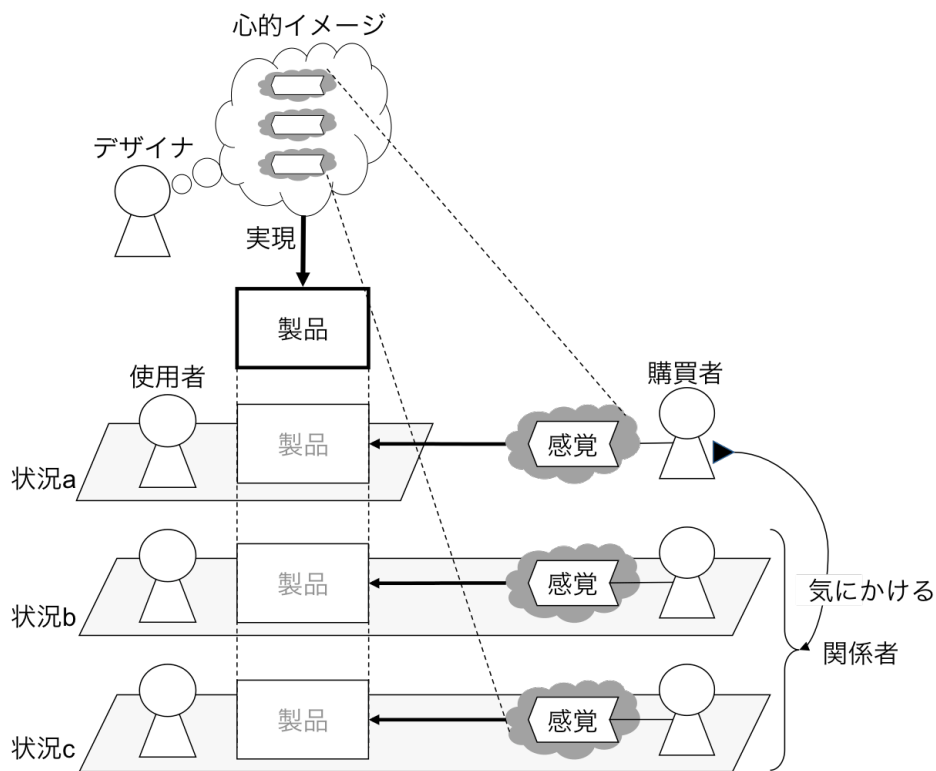 心的イメージ
デザイナ
実現
製品
使用者
購買者
製品
感覚
状況a
製品
感覚
気にかける
状況b
関係者
製品
感覚
状況c